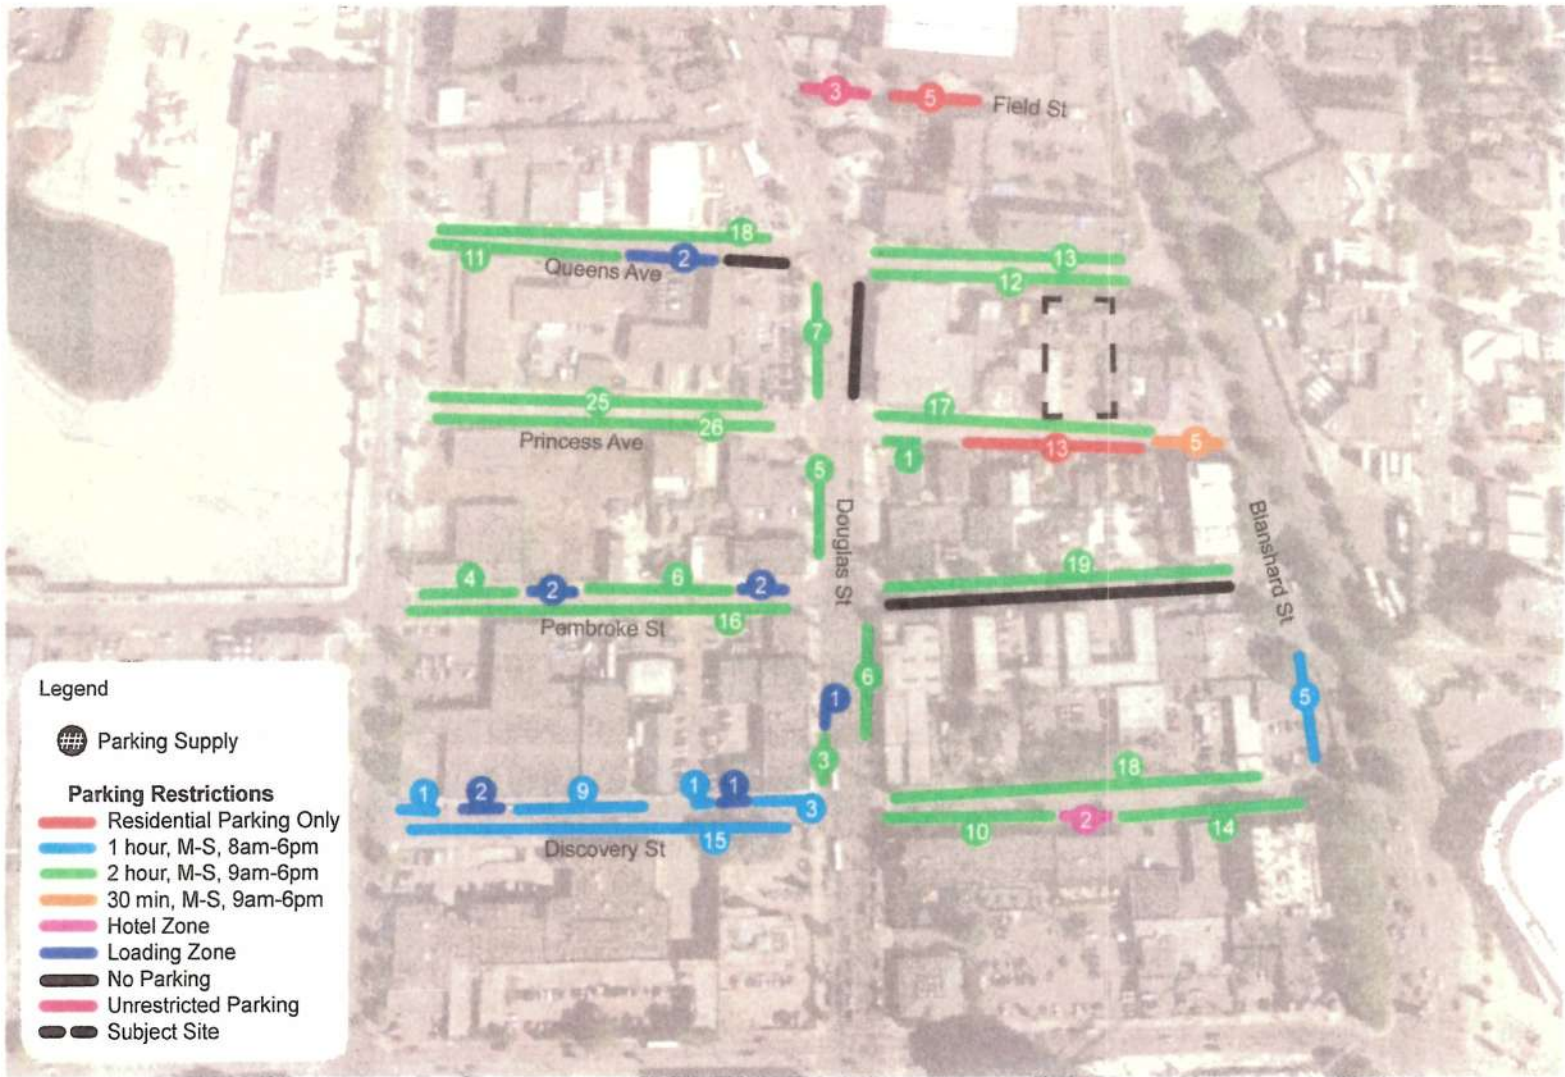 3
5
Field St
18
11
2
Queens Ave
13
12
7
25
26
Princess Ave
17
1
13
5
5
Douglas St
Blanshard St
4
2
6
2
16
Pembroke St
19
6
1
3
5
1
2
9
1
1
3
15
Discovery St
18
10
2
14
Legend
## Parking Supply
Parking Restrictions
Residential Parking Only
1 hour, M-S, 8am-6pm
2 hour, M-S, 9am-6pm
30 min, M-S, 9am-6pm
Hotel Zone
Loading Zone
No Parking
Unrestricted Parking
Subject Site